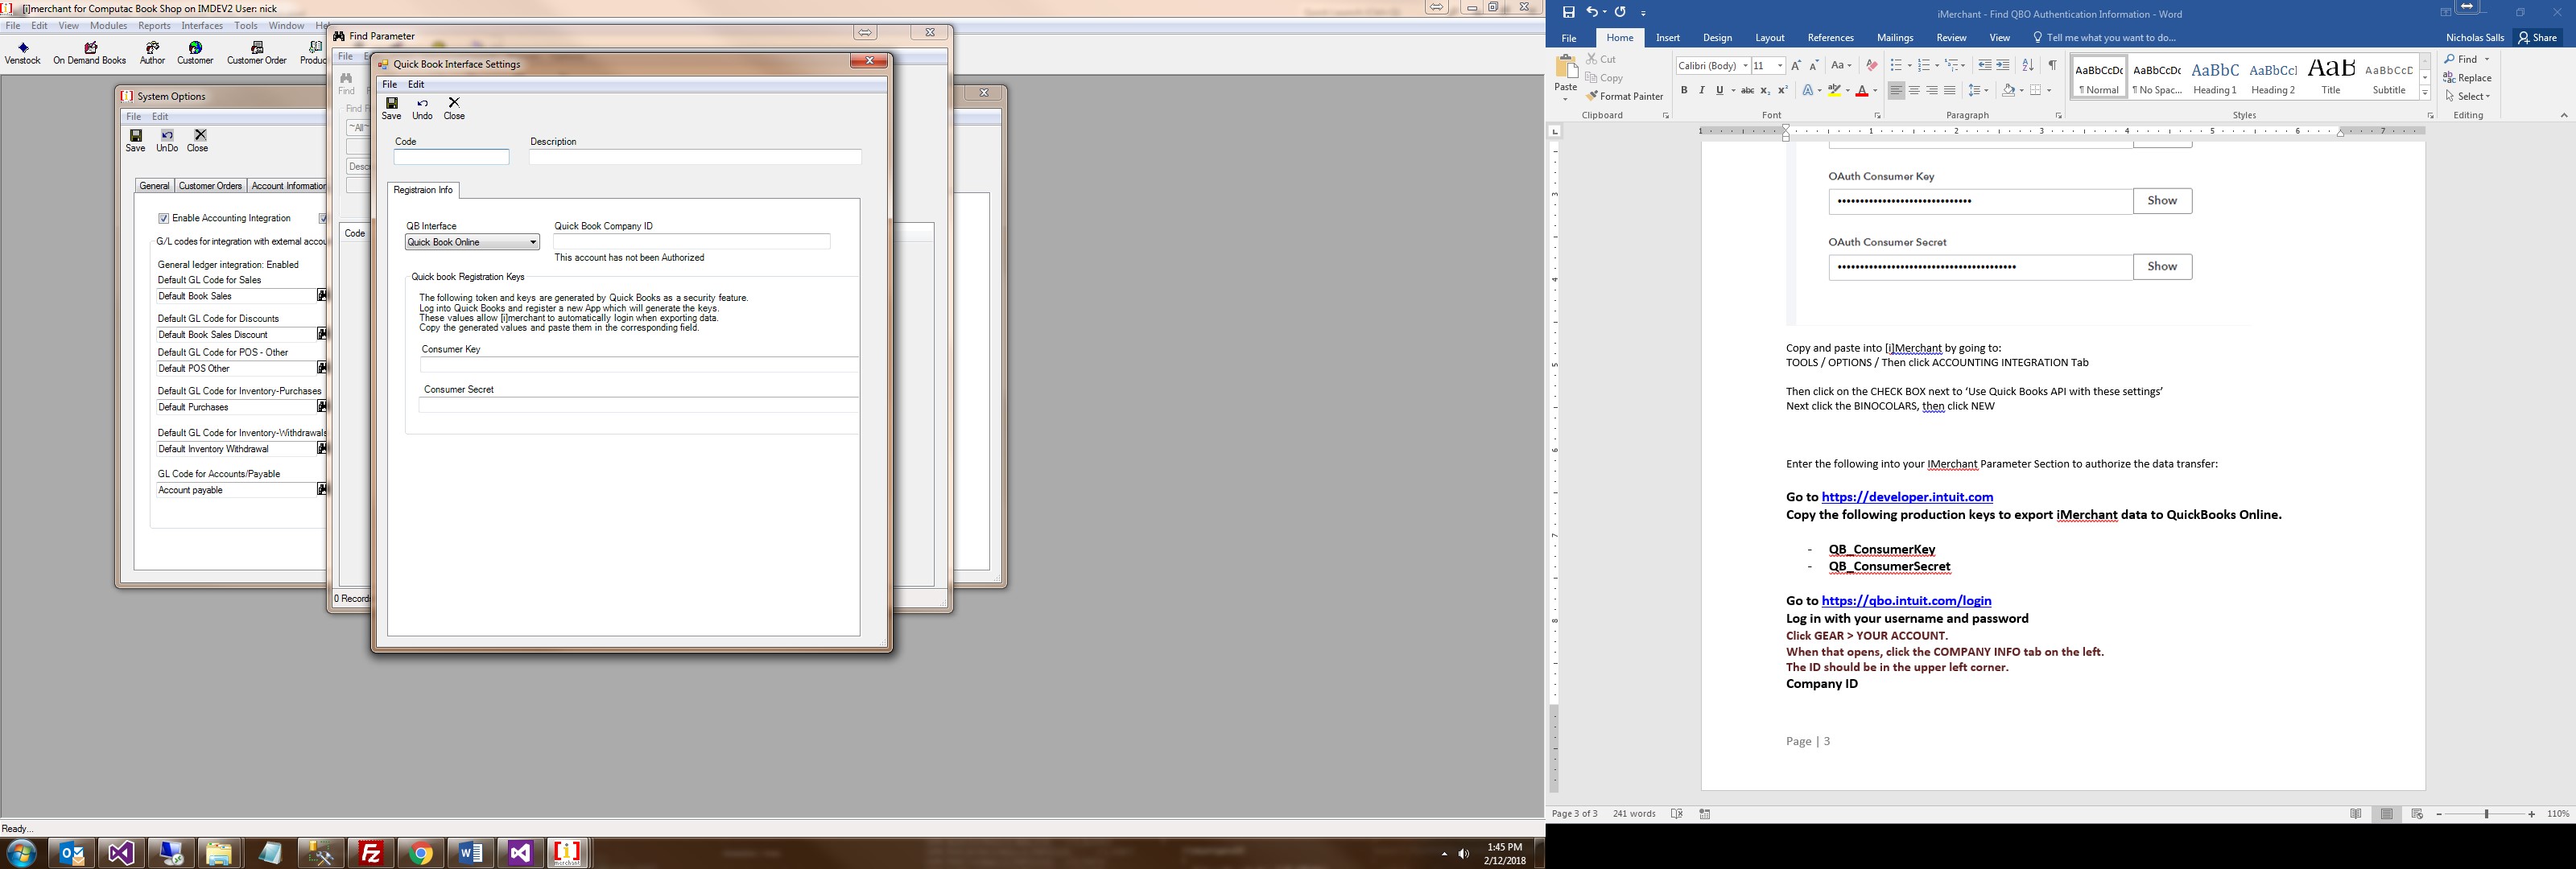 [i]merchant for Computac Book Shop on IMDEV2 User: nick
File Edit View Modules Reports Interfaces Tools Window
Venstock On Demand Books Author Customer Customer Order
System Options
File Edit
Save UnDo Close
General Customer Orders Account Information
Enable Accounting Integration
G/L codes for integration with external
General ledger integration: Enabled
Default GL Code for Sales
Default Book Sales
Default GL Code for Discounts
Default Book Sales Discount
Default GL Code for POS - Other
Default POS Other
Default GL Code for Inventory-Purchases
Default Purchases
Default GL Code for Inventory-Withdrawals
Default Inventory Withdrawal
GL Code for Accounts/Payable
Account payable
Find Parameter
File
Find
~All~
Code
0
Quick Book Interface Settings
File Edit
Save Undo Close
Code Description
Registraion Info
QB Interface Quick Book Company ID
Quick Book Online
This account has not been Authorized
Quick book Registration Keys
The following token and keys are generated by Quick Books as a security feature.
Log into Quick Books and register a new App which will generate the keys.
These values allow [i]merchant to automatically login when exporting data.
Copy the generated values and paste them in the corresponding field.
Consumer Key
Consumer Secret
Ready...
1:45 PM
2/12/2018
iMerchant - Find QBO Authentication Information - Word
File Home Insert Design Layout References Mailings Review View Tell me what you want to do... Nicholas Salls Share
Paste
Cut
Copy
Format Painter
Clipboard
Calibri (Body) 11
Font
Paragraph
AaBbCcDc AaBbCcDc AaBbC AaBbCcl AaB AaBbCcD
¶ Normal ¶ No Spac... Heading 1 Heading 2 Title Subtitle
Styles
Find
Replace
Select
Editing
OAuth Consumer Key
Show
OAuth Consumer Secret
Show
Copy and paste into [i]Merchant by going to:
TOOLS / OPTIONS / Then click ACCOUNTING INTEGRATION Tab
Then click on the CHECK BOX next to ‘Use Quick Books API with these settings’
Next click the BINOCOLARS, then click NEW
Enter the following into your IMerchant Parameter Section to authorize the data transfer:
Go to https://developer.intuit.com
Copy the following production keys to export iMerchant data to QuickBooks Online.
- QB_ConsumerKey
- QB_ConsumerSecret
Go to https://qbo.intuit.com/login
Log in with your username and password
Click GEAR > YOUR ACCOUNT.
When that opens, click the COMPANY INFO tab on the left.
The ID should be in the upper left corner.
Company ID
Page | 3
Page 3 of 3 241 words 110%